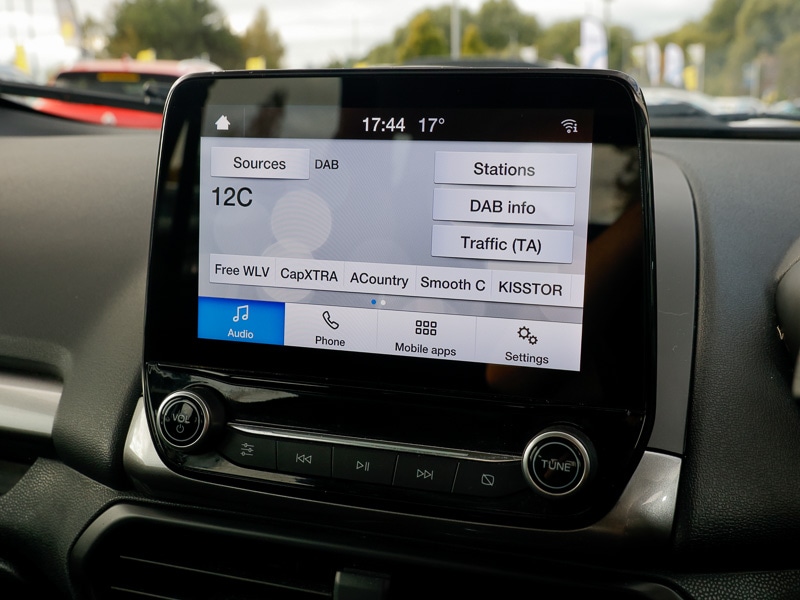 17:44 17°
Sources DAB
12C
Stations
DAB info
Traffic (TA)
Free WLV CapXTRA ACountry Smooth C KISSTOR
Audio Phone Mobile apps Settings
VOL
TUNE